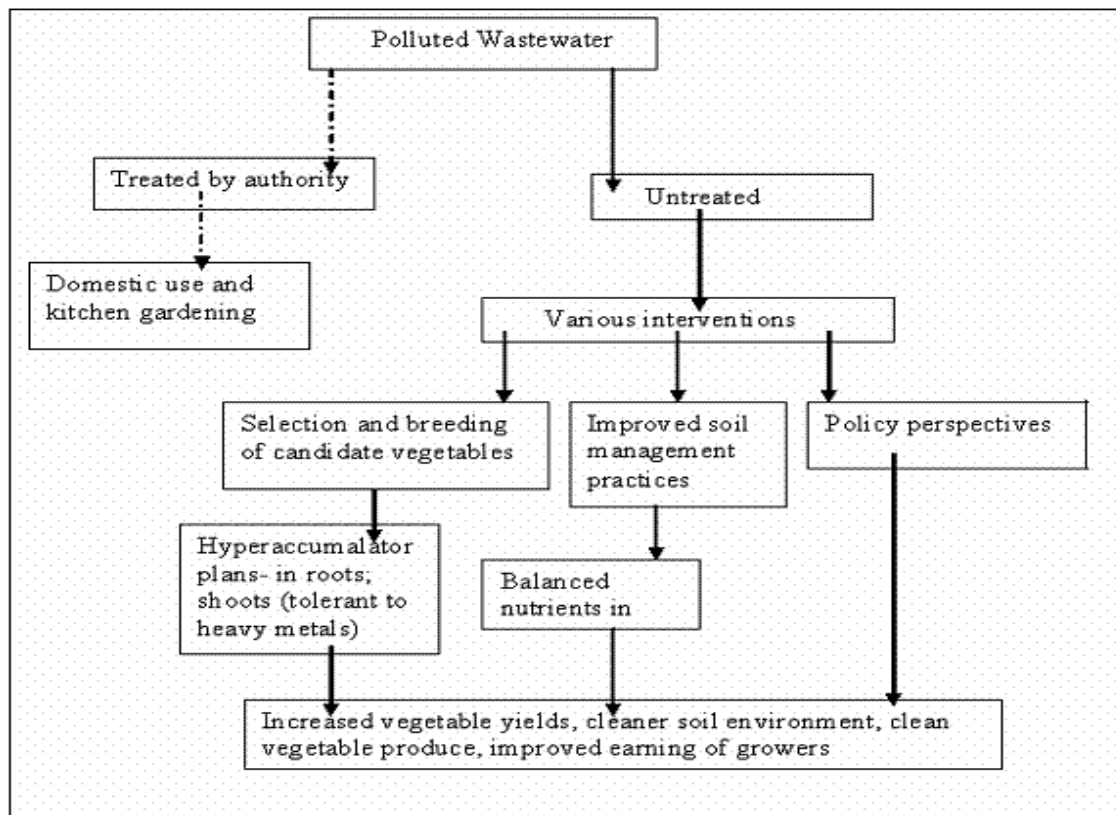 Polluted Wastewater
Treated by authority
Untreated
Domestic use and
kitchen gardening
Various interventions
Selection and breeding
of candidate vegetables
Improved soil
management
practices
Policy perspectives
Hyperaccumalator
plans- in roots;
shoots (tolerant to
heavy metals)
Balanced
nutrients in
Increased vegetable yields, cleaner soil environment, clean
vegetable produce, improved earning of growers